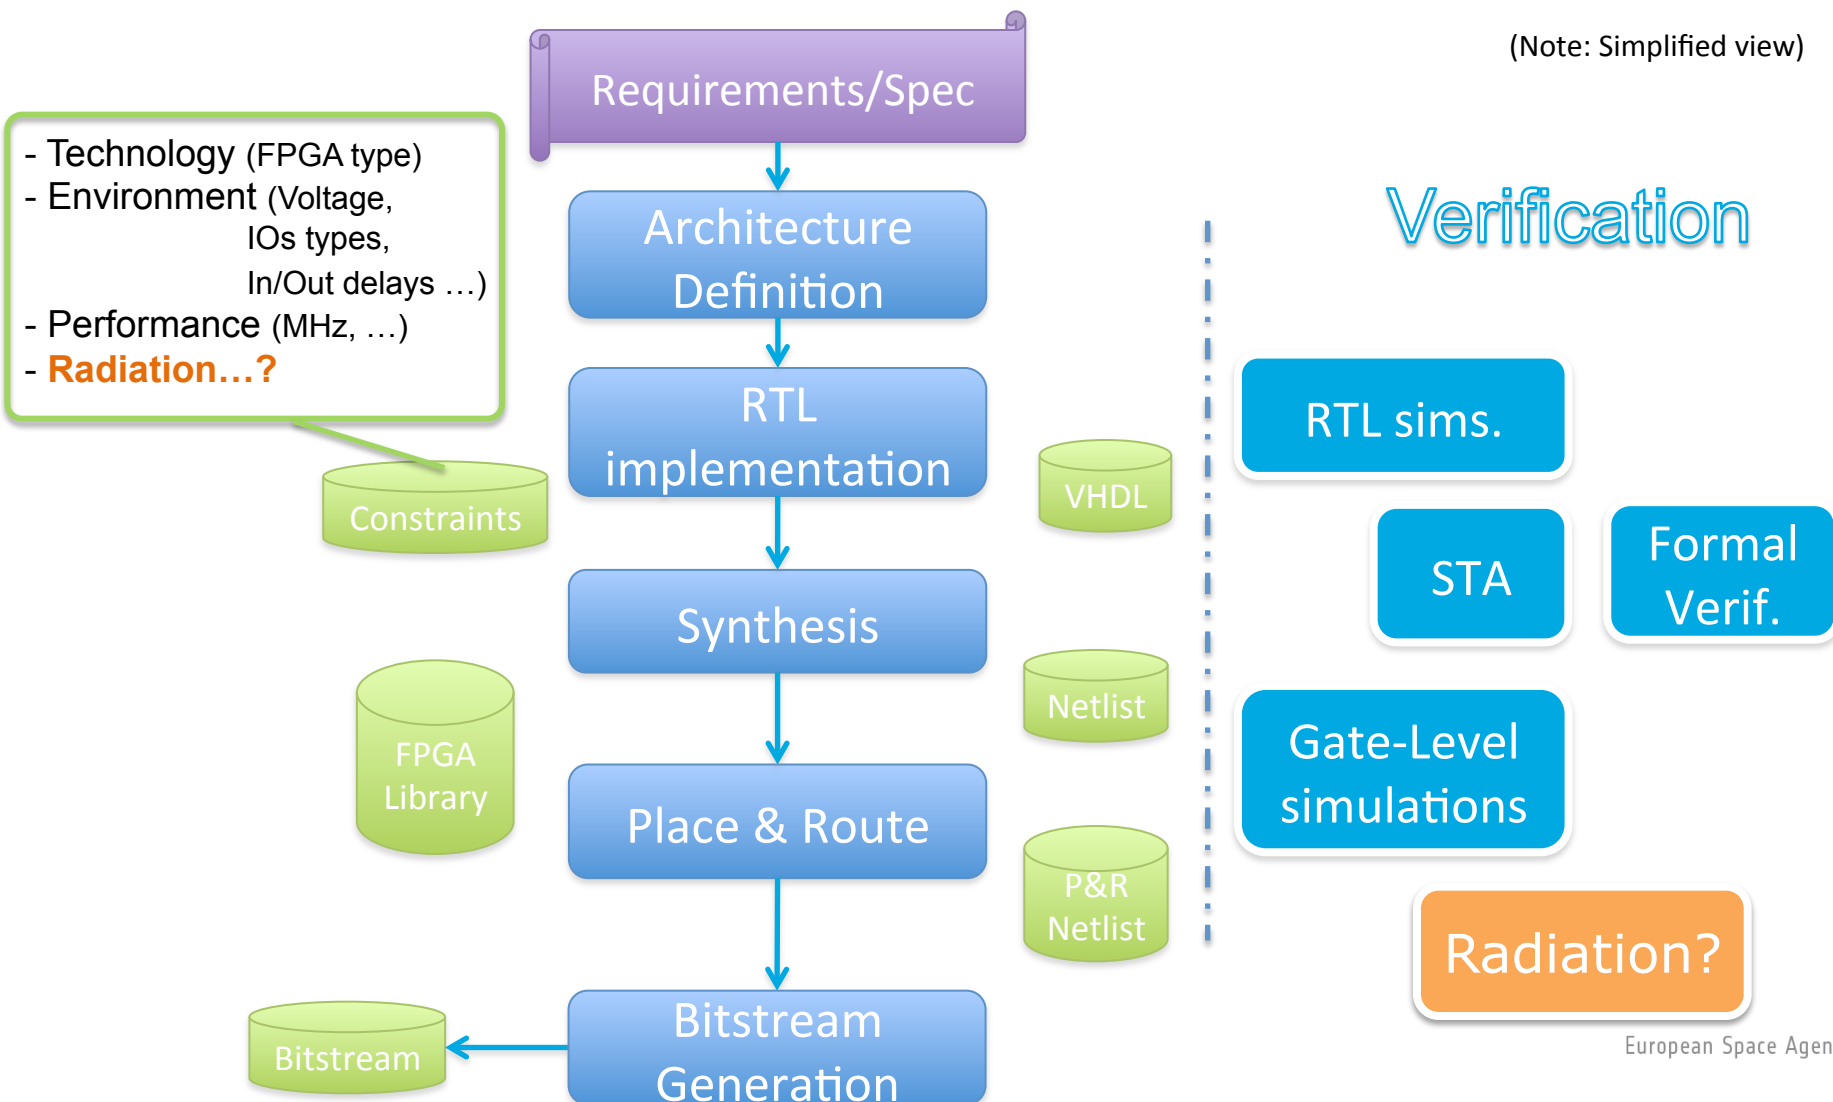 (Note: Simplified view)
Requirements/Spec
- Technology (FPGA type)
- Environment (Voltage,
IOs types,
In/Out delays …)
- Performance (MHz, …)
- Radiation…?
Architecture
Definition
Verification
RTL
implementation
Constraints
VHDL
RTL sims.
STA
Formal
Verif.
Synthesis
FPGA
Library
Netlist
Gate-Level
simulations
Place & Route
P&R
Netlist
Radiation?
Bitstream
Generation
Bitstream
European Space Agen